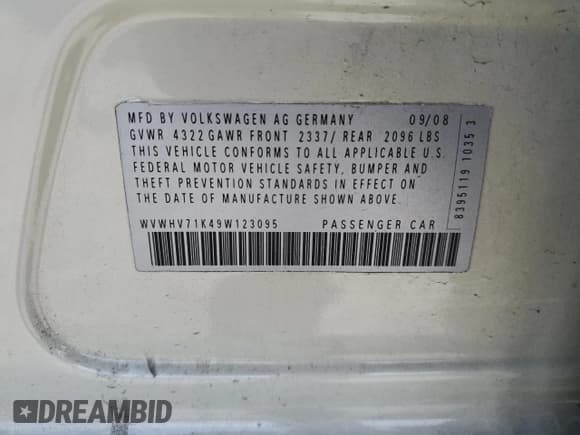 MFD BY VOLKSWAGEN AG GERMANY 09/08
GVWR 4322 GAWR FRONT 2337/ REAR 2096 LBS
THIS VEHICLE CONFORMS TO ALL APPLICABLE U.S.
FEDERAL MOTOR VEHICLE SAFETY, BUMPER AND
THEFT PREVENTION STANDARDS IN EFFECT ON
THE DATE OF MANUFACTURE SHOWN ABOVE.
WVWHV71K49W123095 PASSENGER CAR
8395119 1035 3
#DREAMBID